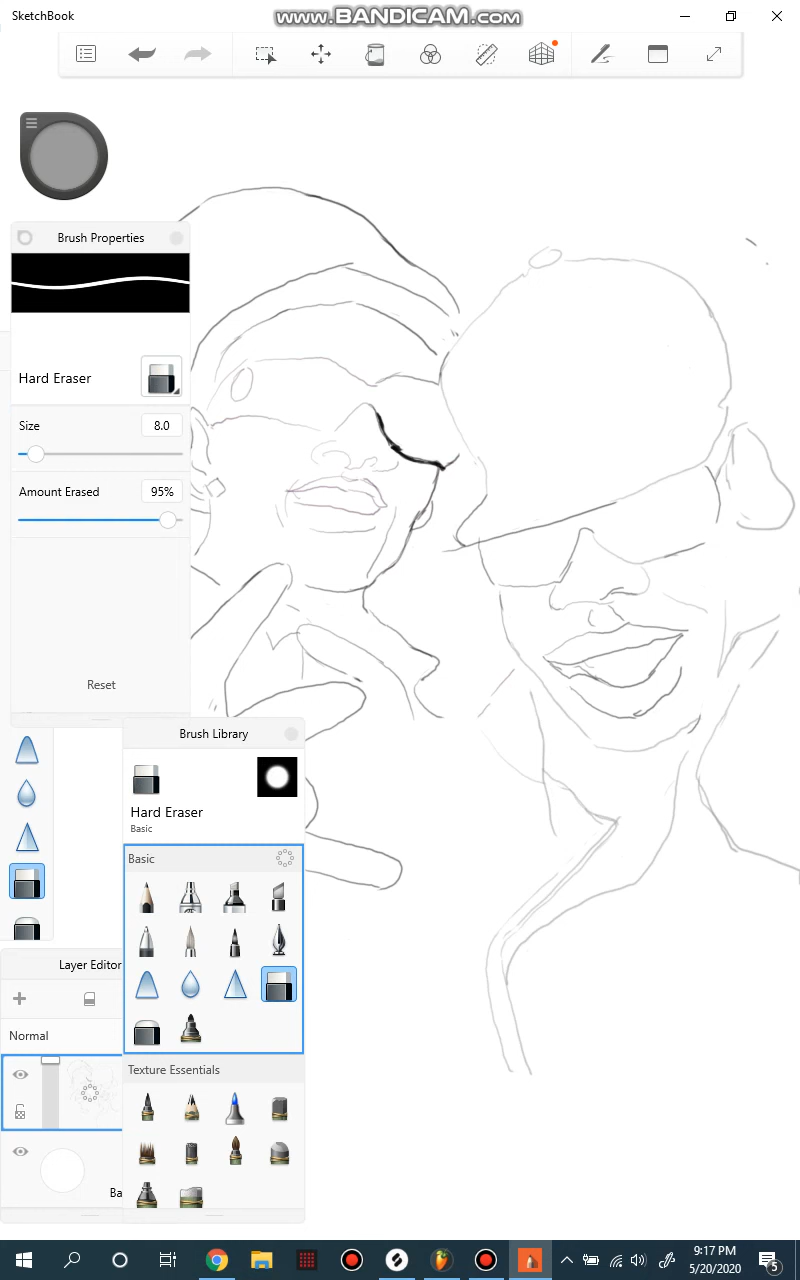 SketchBook
www.BANDICAM.com
Brush Properties
Hard Eraser
Size
8.0
Amount Erased
95%
Reset
Brush Library
Hard Eraser
Basic
Basic
Layer Editor
Normal
Ba
Texture Essentials
9:17 PM
5/20/2020
5